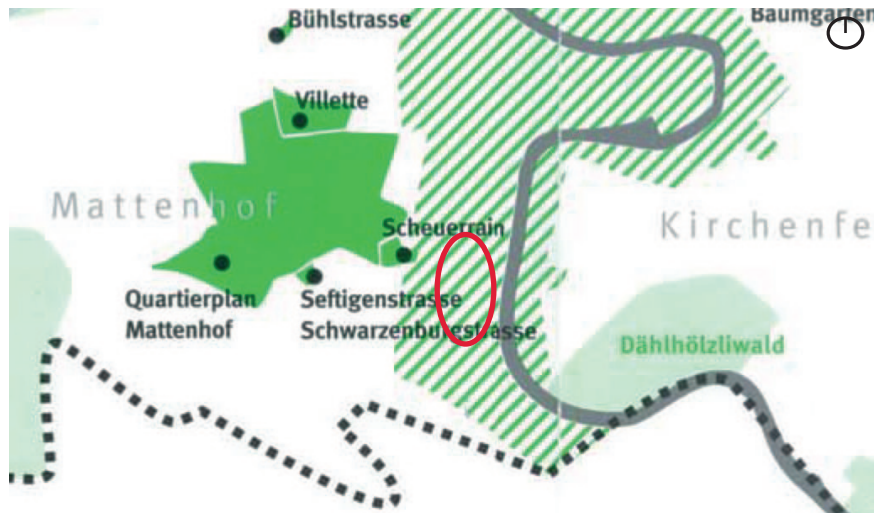 Bühlstrasse
Baumgarten
Villette
Mattenhof
Scheuerrain
Kirchenfe
Quartierplan
Mattenhof
Seftigenstrasse
Schwarzenburgstrasse
Dählhölzliwald